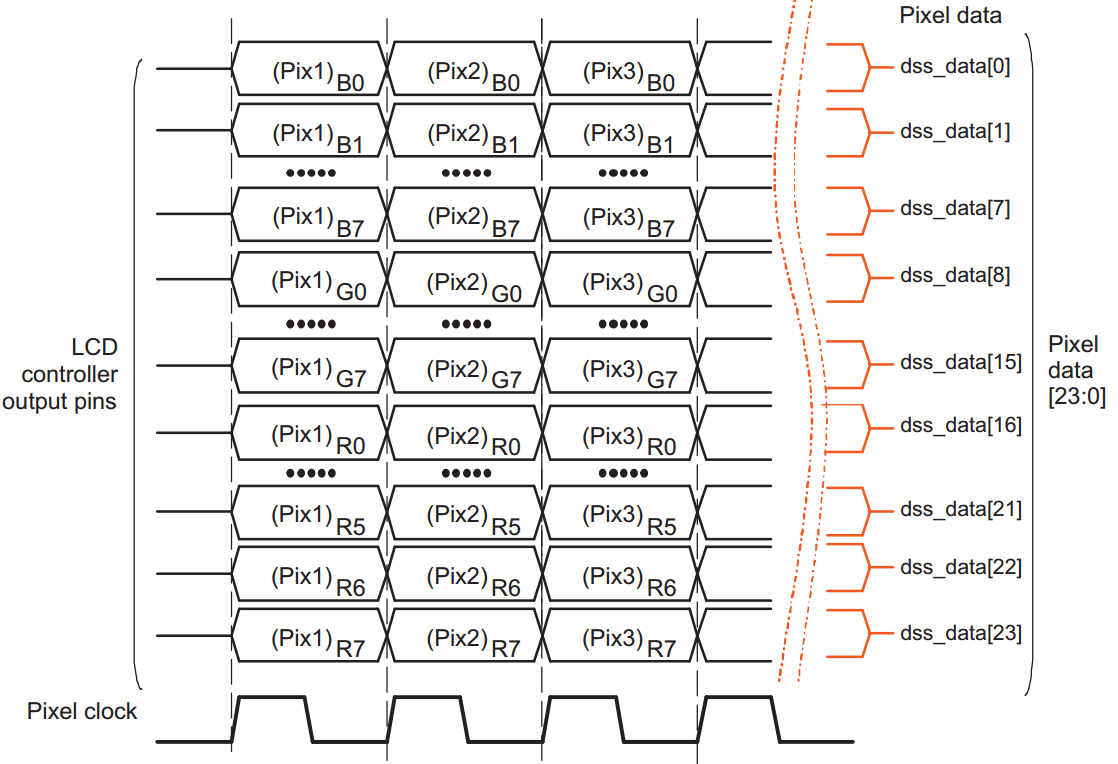 Pixel data
(Pix1)B0 (Pix2)B0 (Pix3)B0 dss_data[0]
(Pix1)B1 (Pix2)B1 (Pix3)B1 dss_data[1]
(Pix1)B7 (Pix2)B7 (Pix3)B7 dss_data[7]
(Pix1)G0 (Pix2)G0 (Pix3)G0 dss_data[8]
LCD
controller
output pins
(Pix1)G7 (Pix2)G7 (Pix3)G7 dss_data[15]
Pixel
data
[23:0]
(Pix1)R0 (Pix2)R0 (Pix3)R0 dss_data[16]
(Pix1)R5 (Pix2)R5 (Pix3)R5 dss_data[21]
(Pix1)R6 (Pix2)R6 (Pix3)R6 dss_data[22]
(Pix1)R7 (Pix2)R7 (Pix3)R7 dss_data[23]
Pixel clock